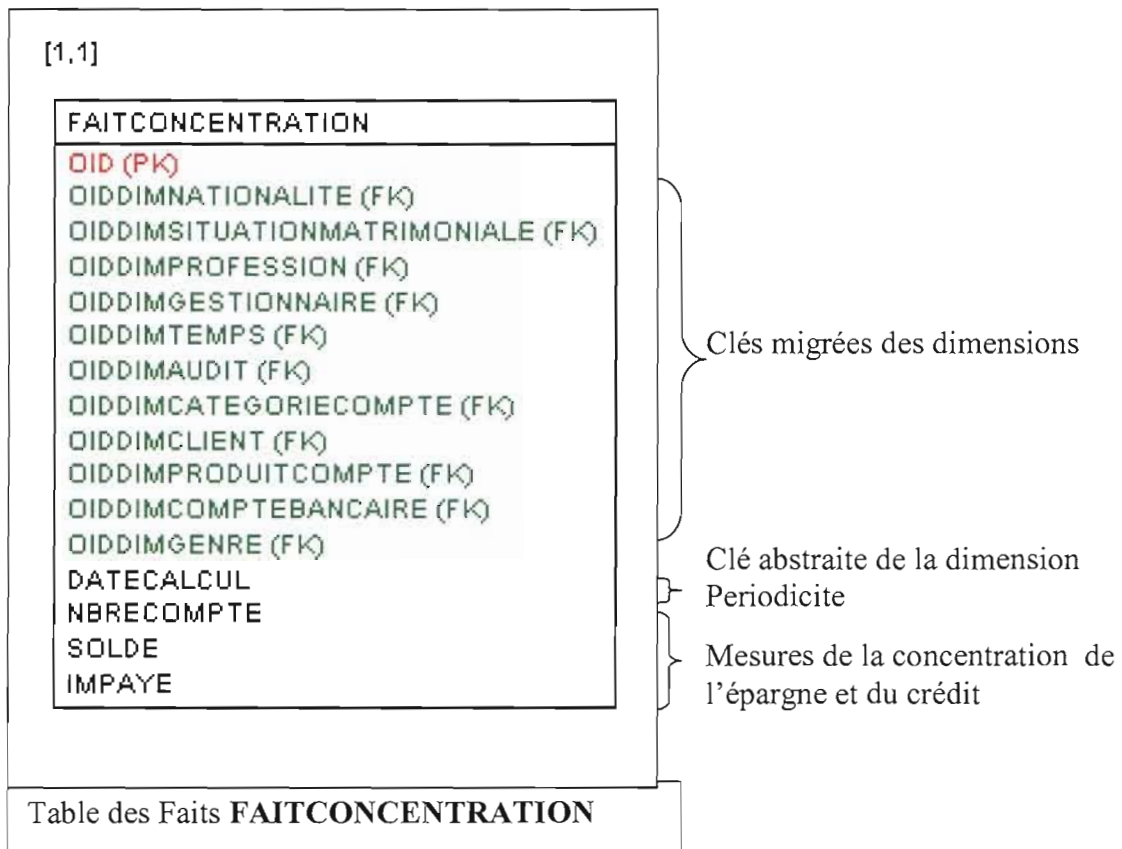 [1,1]
FAITCONCENTRATION
OID (PK)
OIDDIMNATIONALITE (FK)
OIDDIMSITUATIONMATRIMONIALE (FK)
OIDDIMPROFESSION (FK)
OIDDIMGESTIONNAIRE (FK)
OIDDIMTEMPS (FK)
OIDDIMAUDIT (FK)
OIDDIMCATEGORIECOMPTE (FK)
OIDDIMCLIENT (FK)
OIDDIMPRODUITCOMPTE (FK)
OIDDIMCOMPTEBANCAIRE (FK)
OIDDIMGENRE (FK)
DATECALCUL
NBRECOMPTE
SOLDE
IMPAYE
Clés migrées des dimensions
Clé abstraite de la dimension
Periodicite
Mesures de la concentration de
l'épargne et du crédit
Table des Faits FAITCONCENTRATION